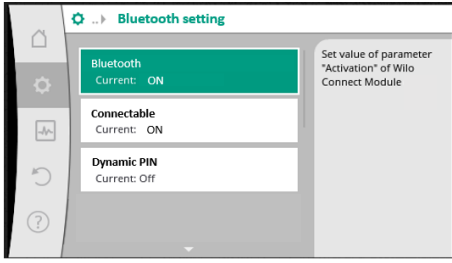 ..
Bluetooth setting
Bluetooth
Current: ON
Connectable
Current: ON
Dynamic PIN
Current: Off
Set value of parameter
"Activation" of Wilo
Connect Module
?